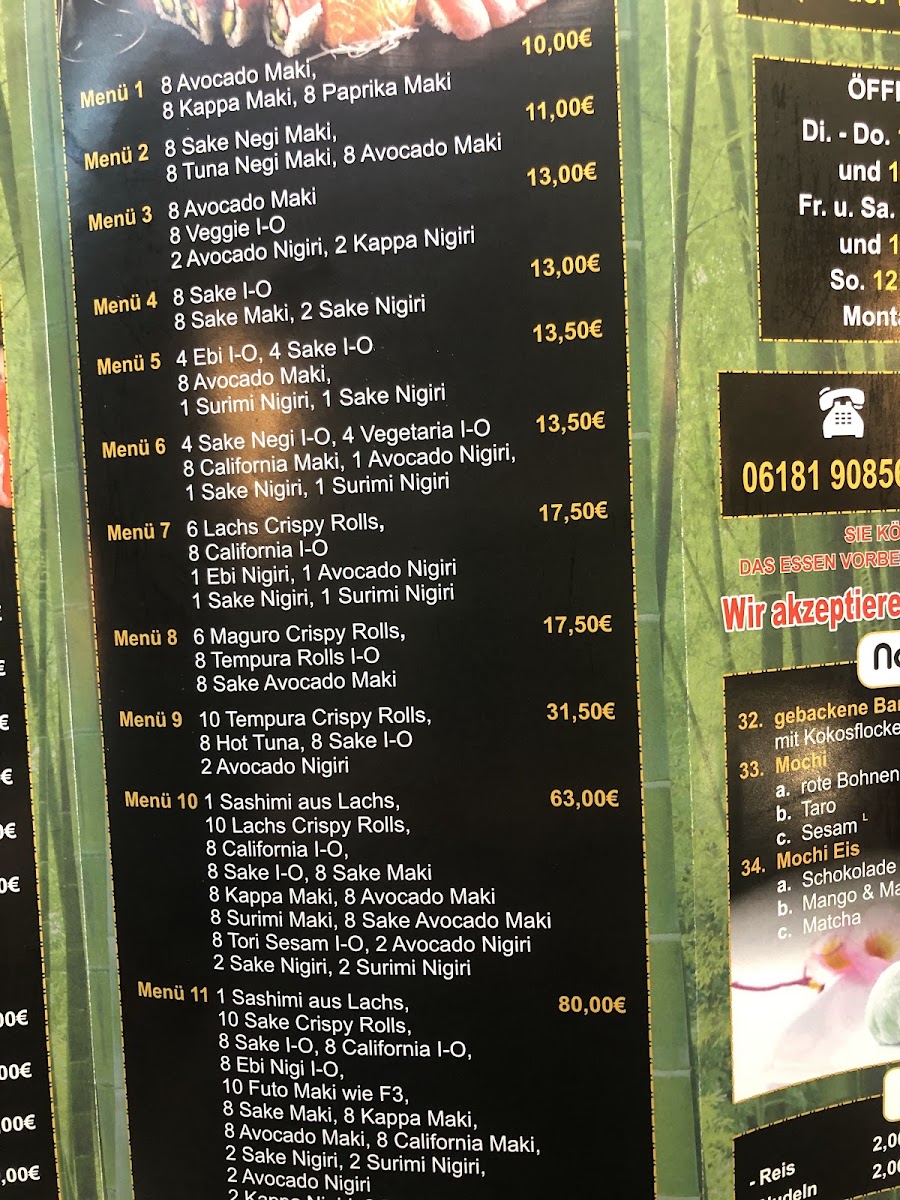 10,00€
Menü 1 8 Avocado Maki,
8 Kappa Maki, 8 Paprika Maki
11,00€
Menü 2 8 Sake Negi Maki,
8 Tuna Negi Maki, 8 Avocado Maki
13,00€
Menü 3 8 Avocado Maki
8 Veggie I-O
2 Avocado Nigiri, 2 Kappa Nigiri
13,00€
Menü 4 8 Sake I-O
8 Sake Maki, 2 Sake Nigiri
13,50€
Menü 5 4 Ebi I-O, 4 Sake I-O
8 Avocado Maki,
1 Surimi Nigiri, 1 Sake Nigiri
13,50€
Menü 6 4 Sake Negi I-O, 4 Vegetaria I-O
8 California Maki, 1 Avocado Nigiri,
1 Sake Nigiri, 1 Surimi Nigiri
17,50€
Menü 7 6 Lachs Crispy Rolls,
8 California I-O
1 Ebi Nigiri, 1 Avocado Nigiri
1 Sake Nigiri, 1 Surimi Nigiri
17,50€
Menü 8 6 Maguro Crispy Rolls,
8 Tempura Rolls I-O
8 Sake Avocado Maki
31,50€
Menü 9 10 Tempura Crispy Rolls,
8 Hot Tuna, 8 Sake I-O
2 Avocado Nigiri
63,00€
Menü 10 1 Sashimi aus Lachs,
10 Lachs Crispy Rolls,
8 California I-O,
8 Sake I-O, 8 Sake Maki
8 Kappa Maki, 8 Avocado Maki
8 Surimi Maki, 8 Sake Avocado Maki
8 Tori Sesam I-O, 2 Avocado Nigiri
2 Sake Nigiri, 2 Surimi Nigiri
80,00€
Menü 11 1 Sashimi aus Lachs,
10 Sake Crispy Rolls,
8 Sake I-O, 8 California I-O,
8 Ebi Nigi I-O,
10 Futo Maki wie F3,
8 Sake Maki, 8 Kappa Maki,
8 Avocado Maki, 8 California Maki,
2 Sake Nigiri, 2 Surimi Nigiri,
2 Avocado Nigiri
ÖFF
Di. - Do.
und 1
Fr. u. Sa.
und 1
So. 12
Monta
06181 9085
SIE KÖ
DAS ESSEN VORBE
Wir akzeptiere
32. gebackene Ban
mit Kokosflocke
33. Mochi
a. rote Bohnen
b. Taro
c. Sesam L
34. Mochi Eis
a. Schokolade
b. Mango & Ma
c. Matcha
- Reis 2,0
2,0